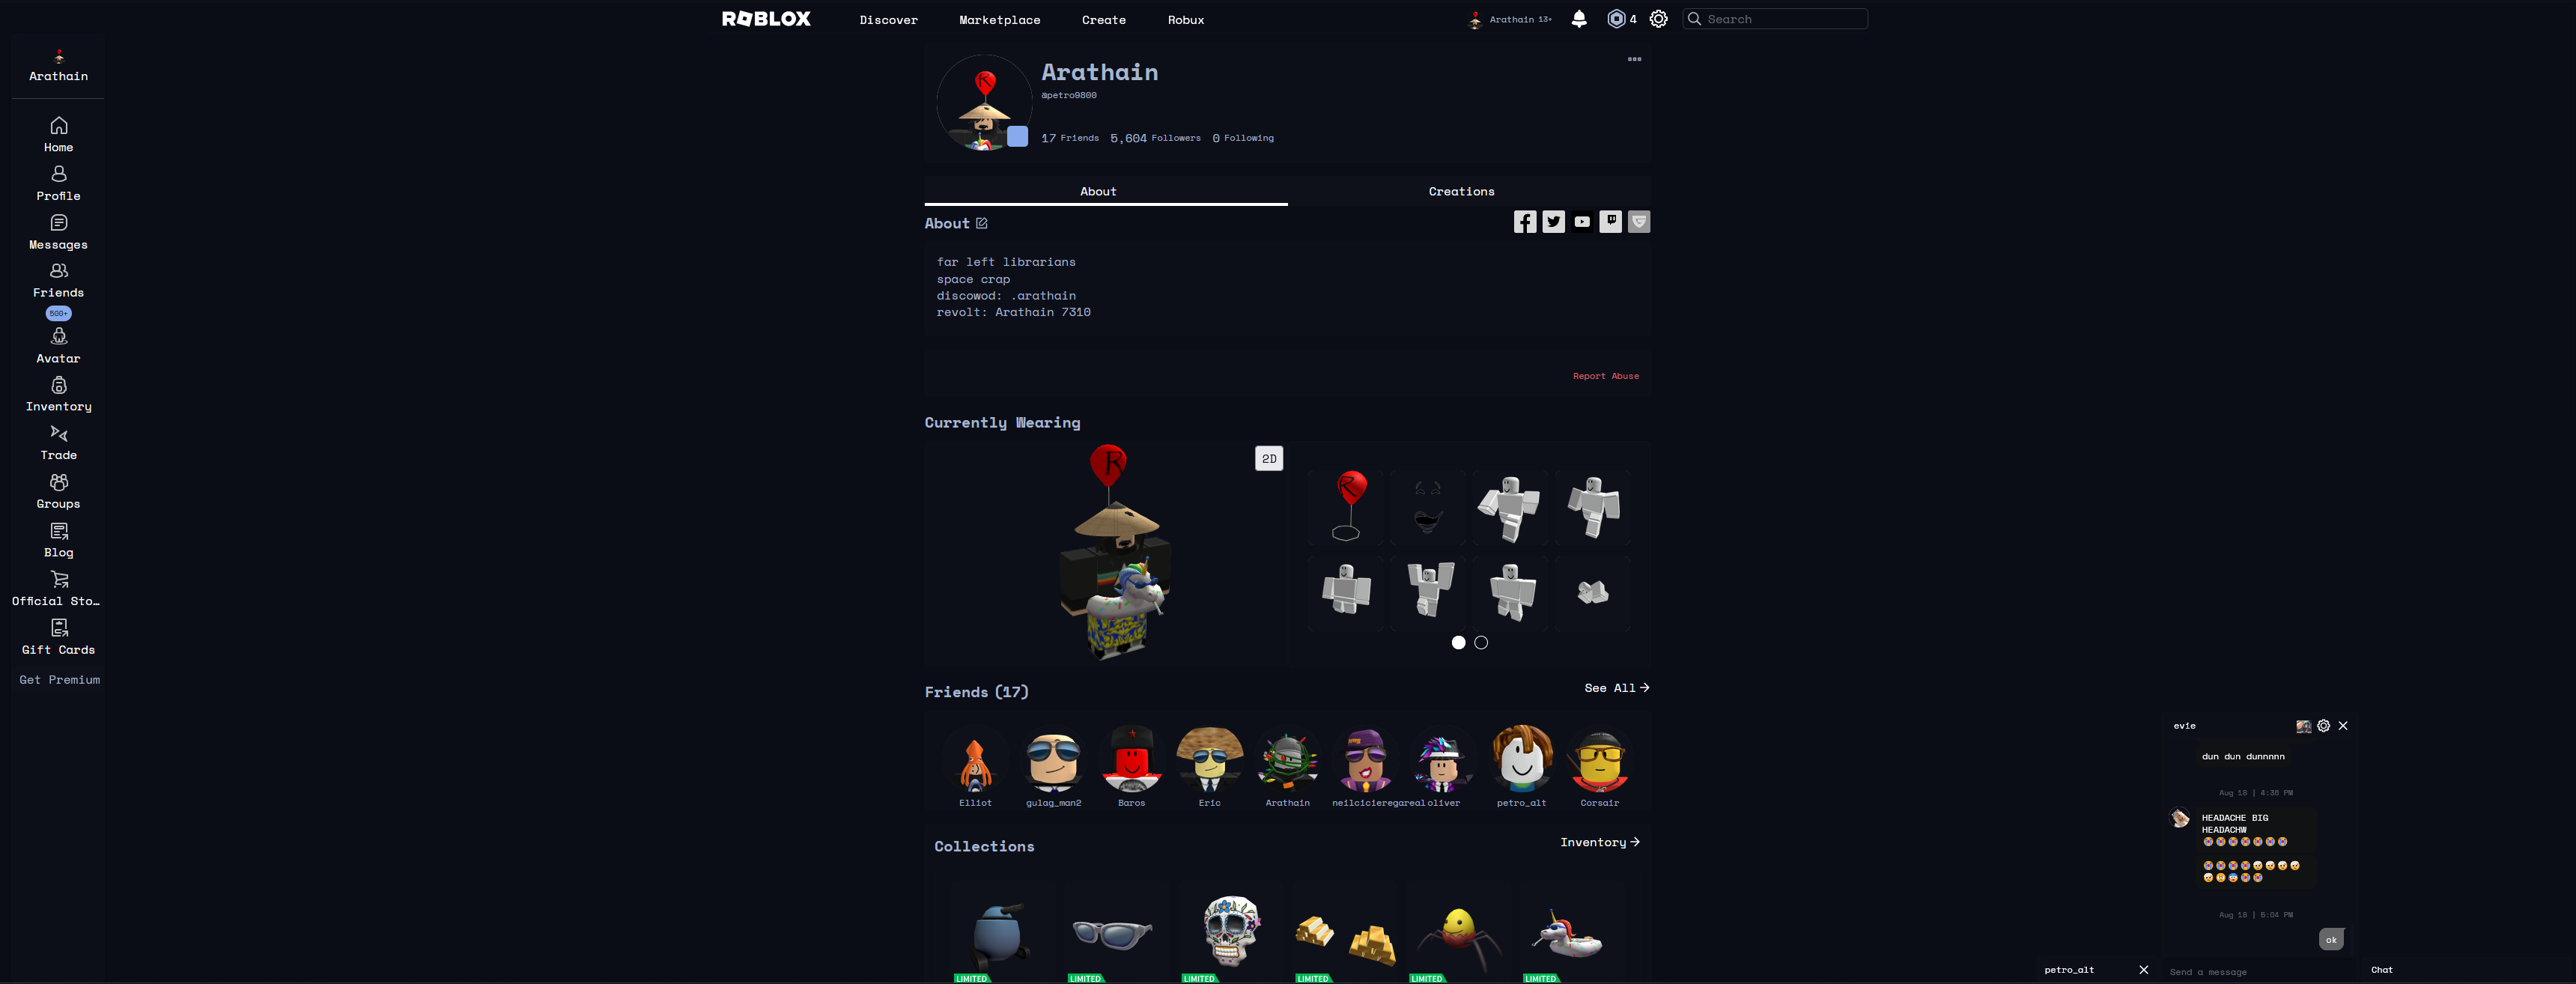 ROBLOX
Discover
Marketplace
Create
Robux
Arathain 13+
4
Search
Arathain
Home
Profile
Messages
Friends
500+
Avatar
Inventory
Trade
Groups
Blog
Official Sto...
Gift Cards
Get Premium
Arathain
@petro9800
17 Friends 5,604 Followers 0 Following
About
Creations
About
far left librarians
space crap
discowod: .arathain
revolt: Arathain 7310
Report Abuse
Currently Wearing
R
2D
R
Friends (17)
See All
Elliot
gulag_man2
Baros
Eric
Arathain
neilciciereגareal
oliver
petro_alt
Corsair
Collections
Inventory
LIMITED
LIMITED
LIMITED
LIMITED
LIMITED
LIMITED
evie
dun dun dunnnnn
Aug 18 | 4:36 PM
HEADACHE BIG
HEADACHW
Aug 18 | 5:04 PM
ok
petro_alt
Send a message
Chat